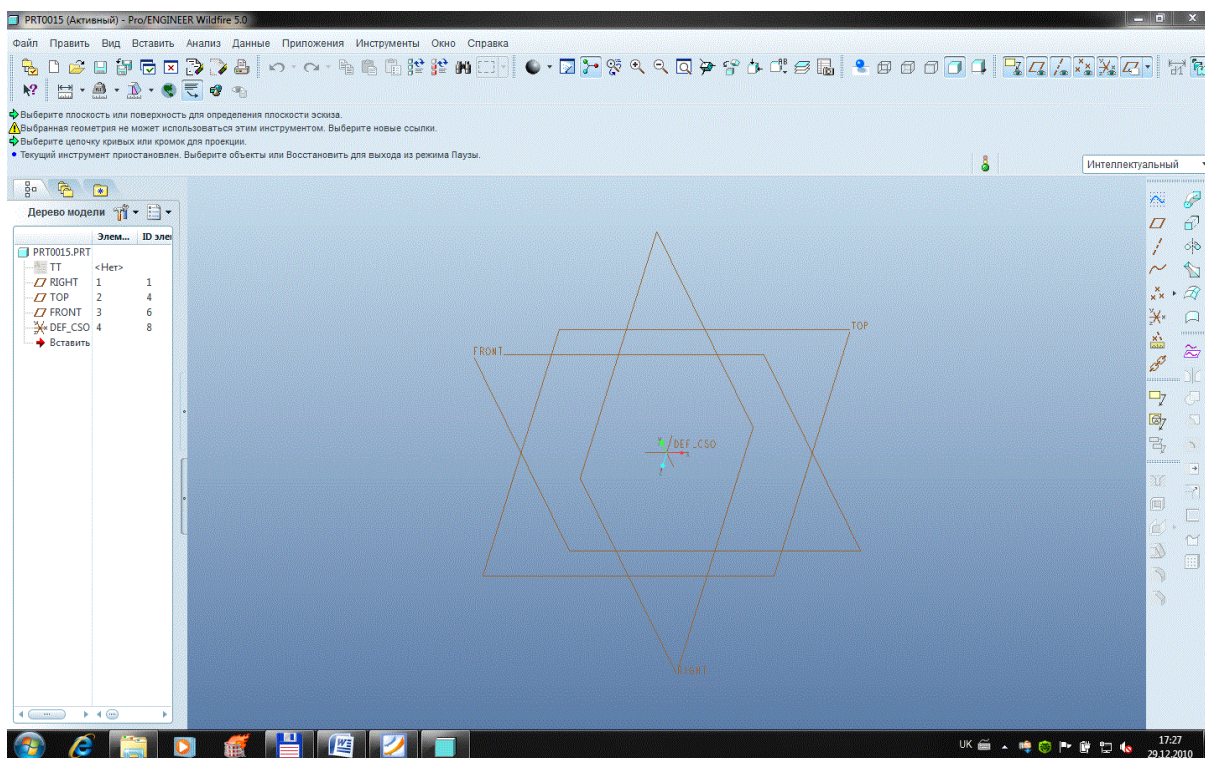 PRT0015 (Активный) - Pro/ENGINEER Wildfire 5.0
Файл Править Вид Вставить Анализ Данные Приложения Инструменты Окно Справка
Выберите плоскость или поверхность для определения плоскости эскиза.
Выбранная геометрия не может использоваться этим инструментом. Выберите новые ссылки.
Выберите цепочку кривых или кромок для проекции.
Текущий инструмент приостановлен. Выберите объекты или Восстановить для выхода из режима Паузы.
Интеллектуальный
Дерево модели
Элем... ID элег
PRT0015.PRT
ТТ <Нет>
RIGHT 1 1
TOP 2 4
FRONT 3 6
DEF_CSO 4 8
Вставить
TOP
FRONT
DEF_CSO
Y
X
Z
RIGHT
UK
17:27
29.12.2010